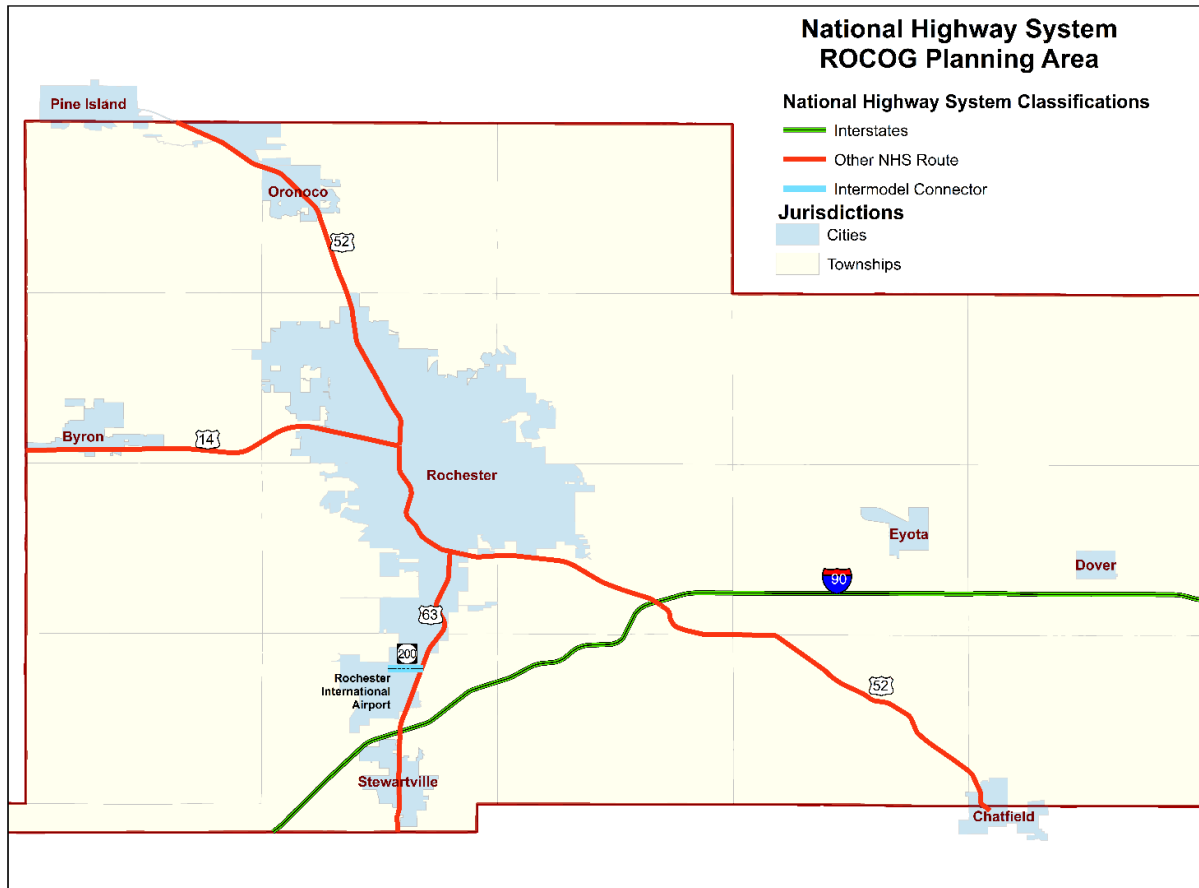 National Highway System
ROCOG Planning Area
National Highway System Classifications
Interstates
Other NHS Route
Intermodel Connector
Jurisdictions
Cities
Townships
Pine Island
Oronoco
52
Byron
14
Rochester
Eyota
Dover
90
63
200
Rochester
International
Airport
52
Stewartville
Chatfield